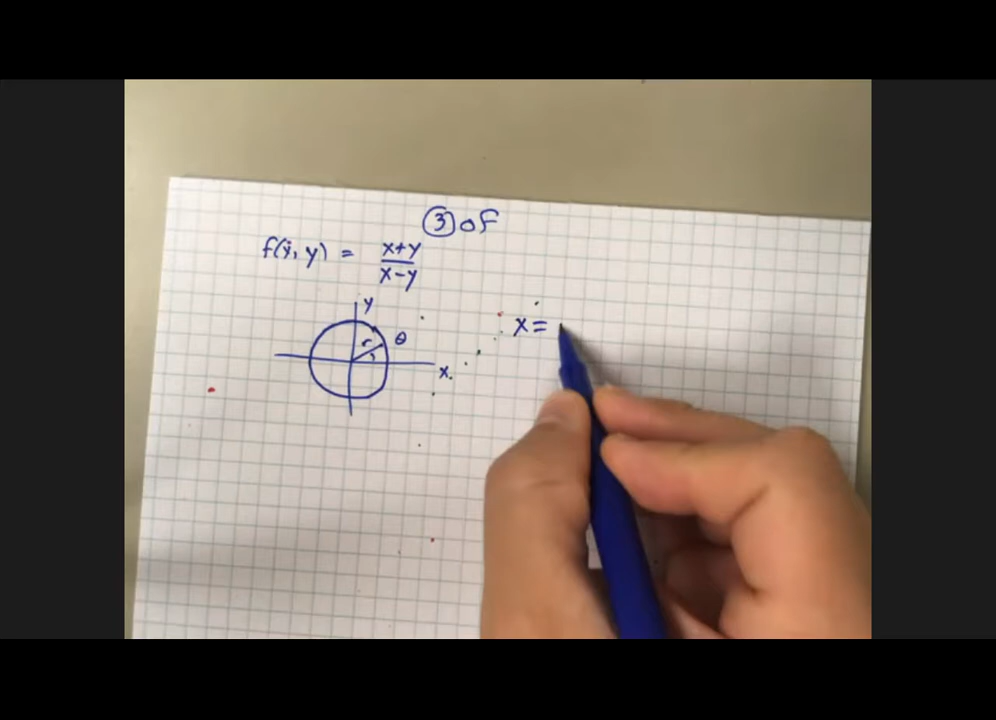 ③ of
f(x, y) = x+y
x-y
y
r θ
x
x =